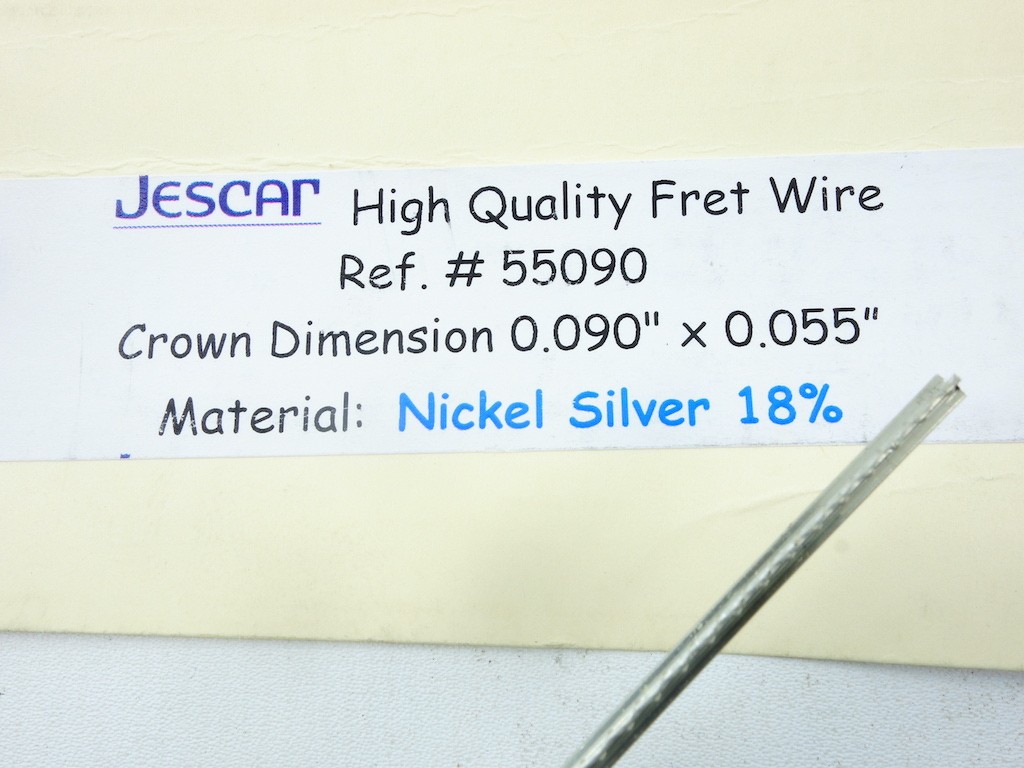 Jescar High Quality Fret Wire
Ref. # 55090
Crown Dimension 0.090" x 0.055"
Material: Nickel Silver 18%